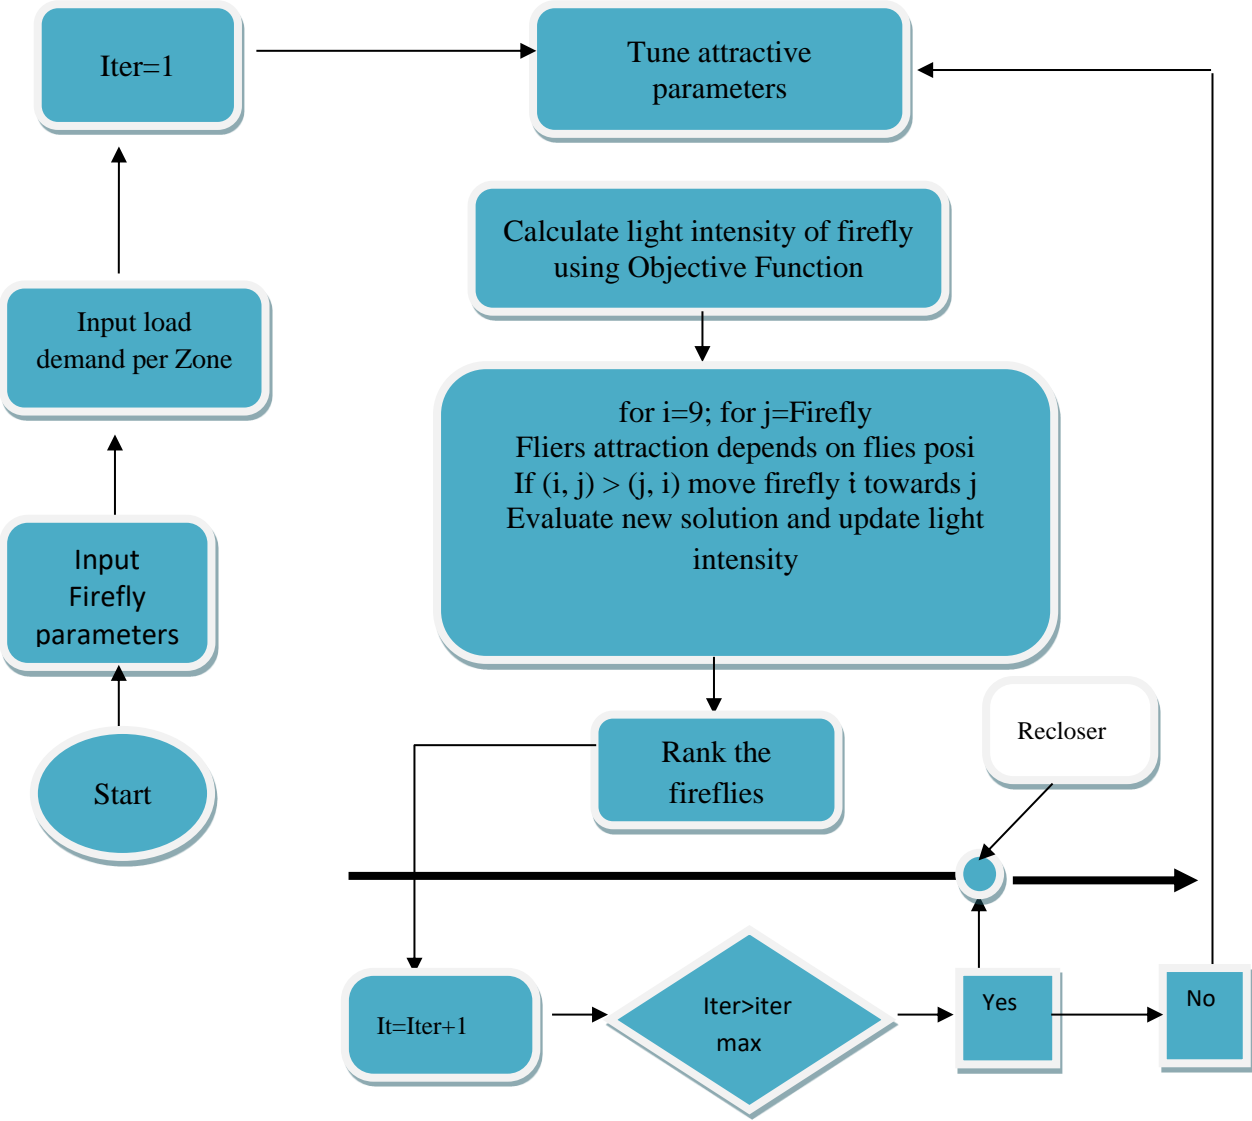 Iter=1
Tune attractive
parameters
Calculate light intensity of firefly
using Objective Function
Input load
demand per Zone
for i=9; for j=Firefly
Fliers attraction depends on flies posi
If (i, j) > (j, i) move firefly i towards j
Evaluate new solution and update light
intensity
Input
Firefly
parameters
Start
Rank the
fireflies
Recloser
It=Iter+1
Iter>iter
max
Yes
No